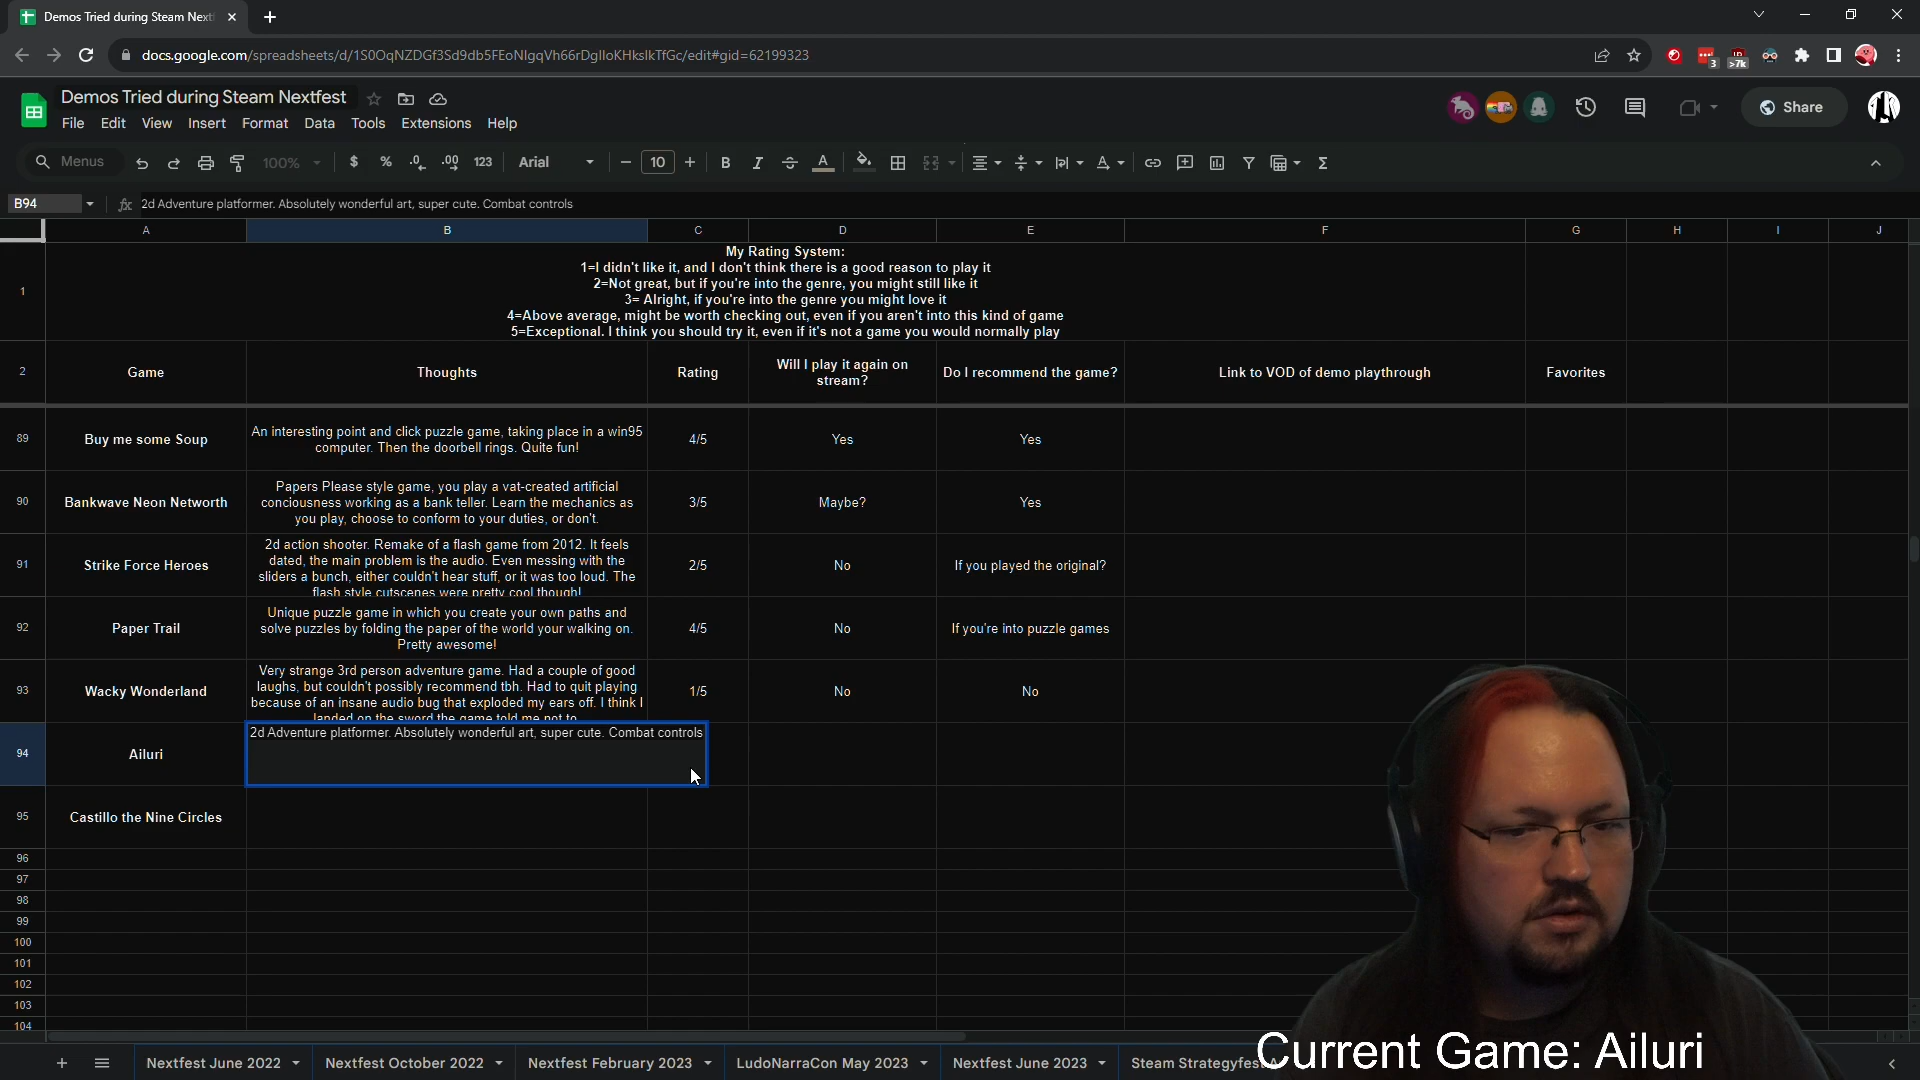 Demos Tried during Steam Nextf
docs.google.com/spreadsheets/d/1S0OqNZDGf3Sd9db5FEoNIgqVh66rDgIloKHksIkTfGc/edit#gid=62199323
3
>7k
Demos Tried during Steam Nextfest
File Edit View Insert Format Data Tools Extensions Help
Share
Menus 100% $ % .0 .00 123 Arial 10 B I S A
B94 fx 2d Adventure platformer. Absolutely wonderful art, super cute. Combat controls
A B C D E F G H I J
1
My Rating System:
1=I didn't like it, and I don't think there is a good reason to play it
2=Not great, but if you're into the genre, you might still like it
3= Alright, if you're into the genre you might love it
4=Above average, might be worth checking out, even if you aren't into this kind of game
5=Exceptional. I think you should try it, even if it's not a game you would normally play
2 Game Thoughts Rating Will I play it again on stream? Do I recommend the game? Link to VOD of demo playthrough Favorites
89 Buy me some Soup
An interesting point and click puzzle game, taking place in a win95
computer. Then the doorbell rings. Quite fun!
4/5 Yes Yes
90 Bankwave Neon Networth
Papers Please style game, you play a vat-created artificial
conciousness working as a bank teller. Learn the mechanics as
you play, choose to conform to your duties, or don't.
3/5 Maybe? Yes
91 Strike Force Heroes
2d action shooter. Remake of a flash game from 2012. It feels
dated, the main problem is the audio. Even messing with the
sliders a bunch, either couldn't hear stuff, or it was too loud. The
flash style cutscenes were pretty cool though!
2/5 No If you played the original?
92 Paper Trail
Unique puzzle game in which you create your own paths and
solve puzzles by folding the paper of the world your walking on.
Pretty awesome!
4/5 No If you're into puzzle games
93 Wacky Wonderland
Very strange 3rd person adventure game. Had a couple of good
laughs, but couldn't possibly recommend tbh. Had to quit playing
because of an insane audio bug that exploded my ears off. I think I
landed on the sword the game told me not to
1/5 No No
94 Ailuri
2d Adventure platformer. Absolutely wonderful art, super cute. Combat controls
95 Castillo the Nine Circles
96
97
98
99
100
101
102
103
104
Nextfest June 2022 Nextfest October 2022 Nextfest February 2023 LudoNarraCon May 2023 Nextfest June 2023 Steam Strategyfest
Current Game: Ailuri